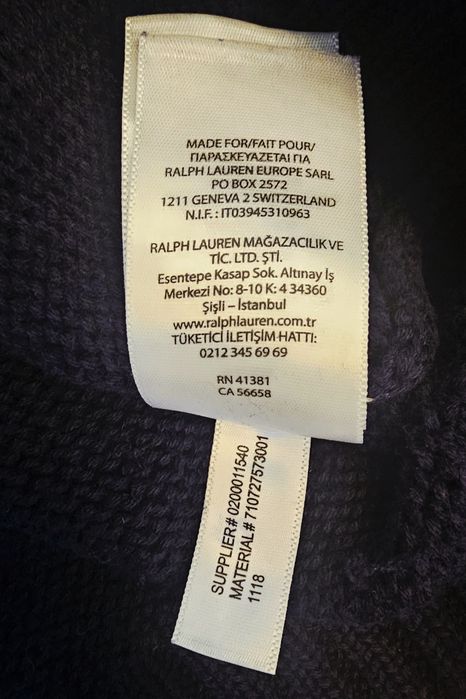 MADE FOR/FAIT POUR/
ΠΑΡΑΣΚΕΥΑΖΕΤΑΙ ΓΙΑ
RALPH LAUREN EUROPE SARL
PO BOX 2572
1211 GENEVA 2 SWITZERLAND
N.I.F. : IT03945310963
RALPH LAUREN MAĞAZACILIK VE
TİC. LTD. ŞTİ.
Esentepe Kasap Sok. Altınay İş
Merkezi No: 8-10 K: 4 34360
Şişli – İstanbul
www.ralphlauren.com.tr
TÜKETİCİ İLETİŞİM HATTI:
0212 345 69 69
RN 41381
CA 56658
SUPPLIER# 0200011540
MATERIAL# 710727573001
1118